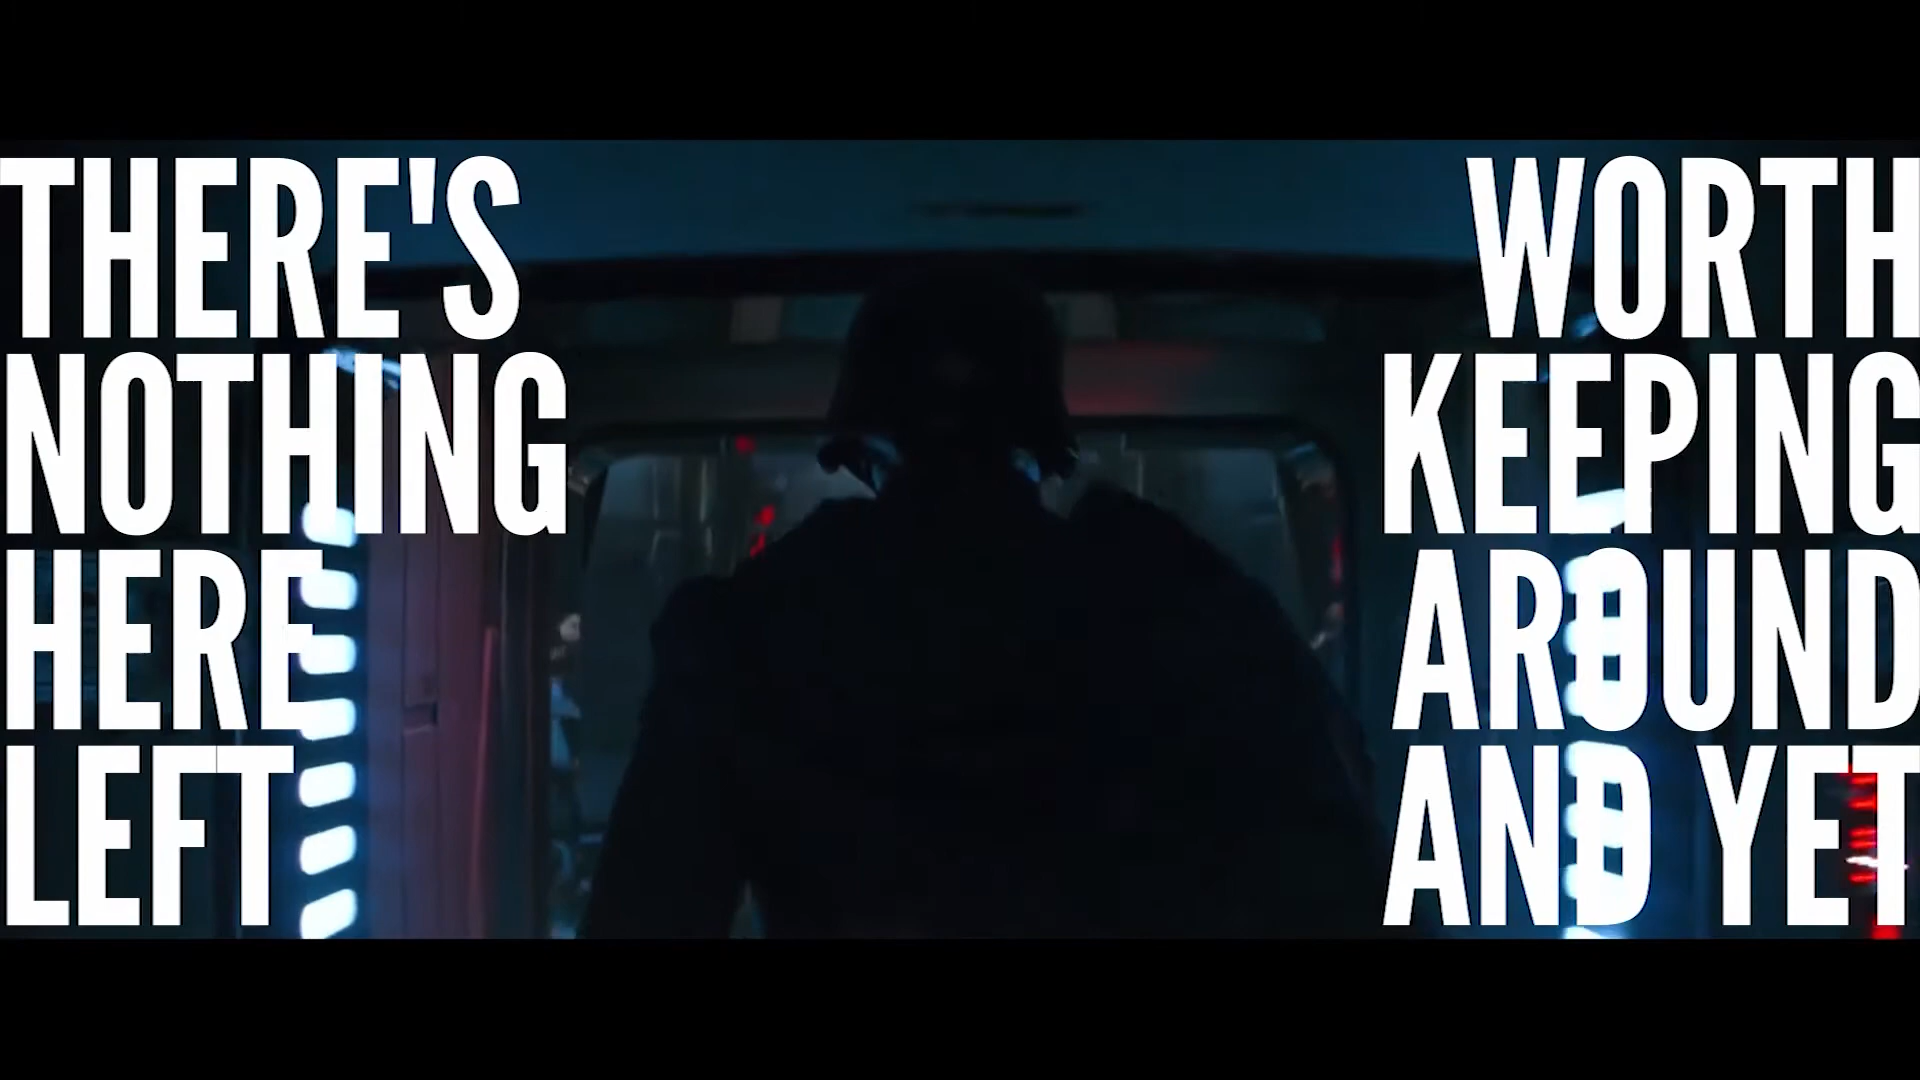 THERE'S
NOTHING
HERE
LEFT
WORTH
KEEPING
AROUND
AND YET